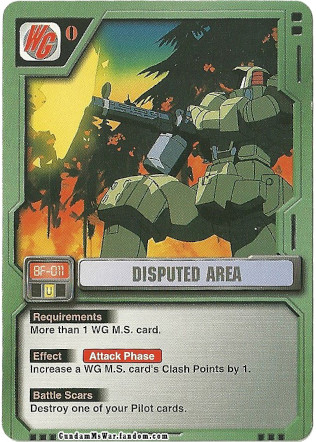 WG 0
BF-011
DISPUTED AREA
U
Requirements
More than 1 WG M.S. card.
Effect Attack Phase
Increase a WG M.S. card's Clash Points by 1.
Battle Scars
Destroy one of your Pilot cards.
GundamMsWar.fandom.com